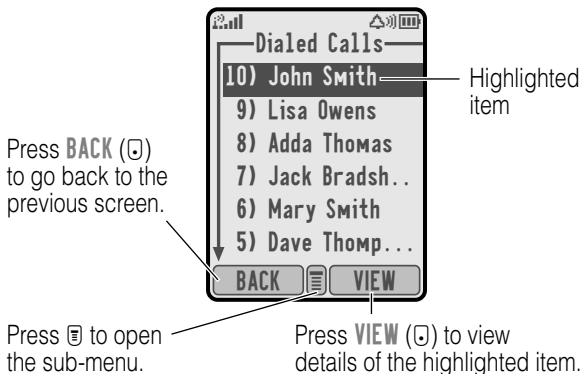 Dialed Calls
10) John Smith
9) Lisa Owens
8) Adda Thomas
7) Jack Bradsh..
6) Mary Smith
5) Dave Thomp...
BACK VIEW
Highlighted
item
Press BACK ( )
to go back to the
previous screen.
Press to open
the sub-menu.
Press VIEW ( ) to view
details of the highlighted item.